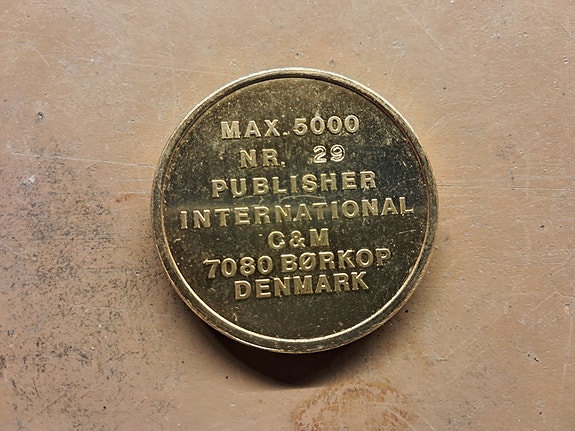 MAX. 5000
NR. 29
PUBLISHER
INTERNATIONAL
C&M
7080 BØRKOP
DENMARK